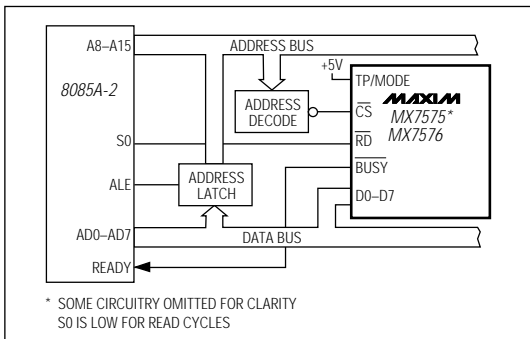 A8–A15
ADDRESS BUS
+5V
TP/MODE
8085A-2
ADDRESS
DECODE
MAXIM
MX7575*
MX7576
CS
S0
RD
ADDRESS
LATCH
BUSY
ALE
D0–D7
AD0–AD7
DATA BUS
READY
* SOME CIRCUITRY OMITTED FOR CLARITY
S0 IS LOW FOR READ CYCLES